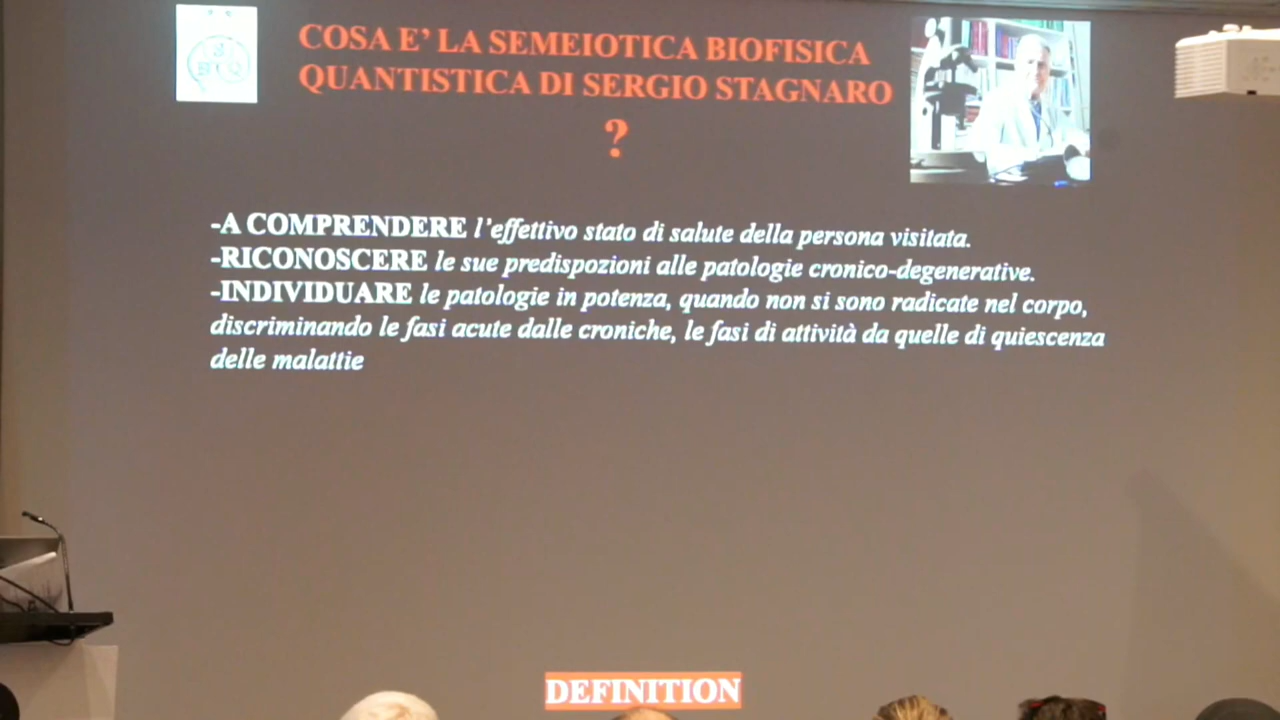 COSA E' LA SEMEIOTICA BIOFISICA
QUANTISTICA DI SERGIO STAGNARO
?
-A COMPRENDERE l'effettivo stato di salute della persona visitata.
-RICONOSCERE le sue predispozioni alle patologie cronico-degenerative.
-INDIVIDUARE le patologie in potenza, quando non si sono radicate nel corpo,
discriminando le fasi acute dalle croniche, le fasi di attività da quelle di quiescenza
delle malattie
DEFINITION